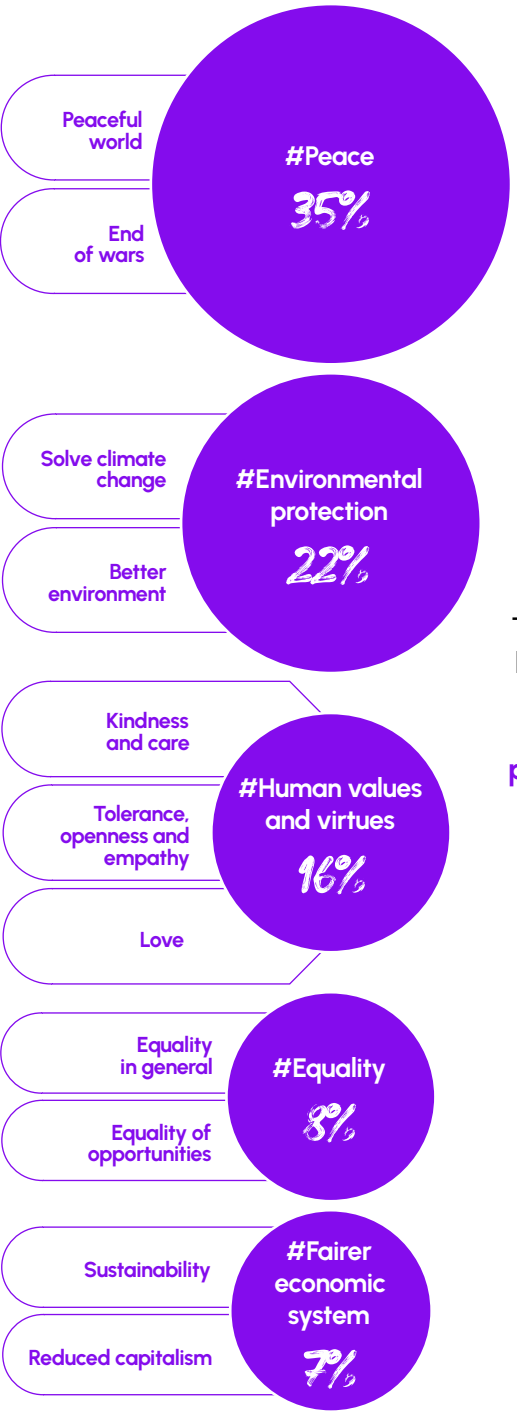 Peaceful
world
End
of wars
#Peace
35%
Solve climate
change
Better
environment
#Environmental
protection
22%
Kindness
and care
Tolerance,
openness and
empathy
Love
#Human values
and virtues
16%
Equality
in general
Equality of
opportunities
#Equality
8%
Sustainability
Reduced capitalism
#Fairer
economic
system
7%